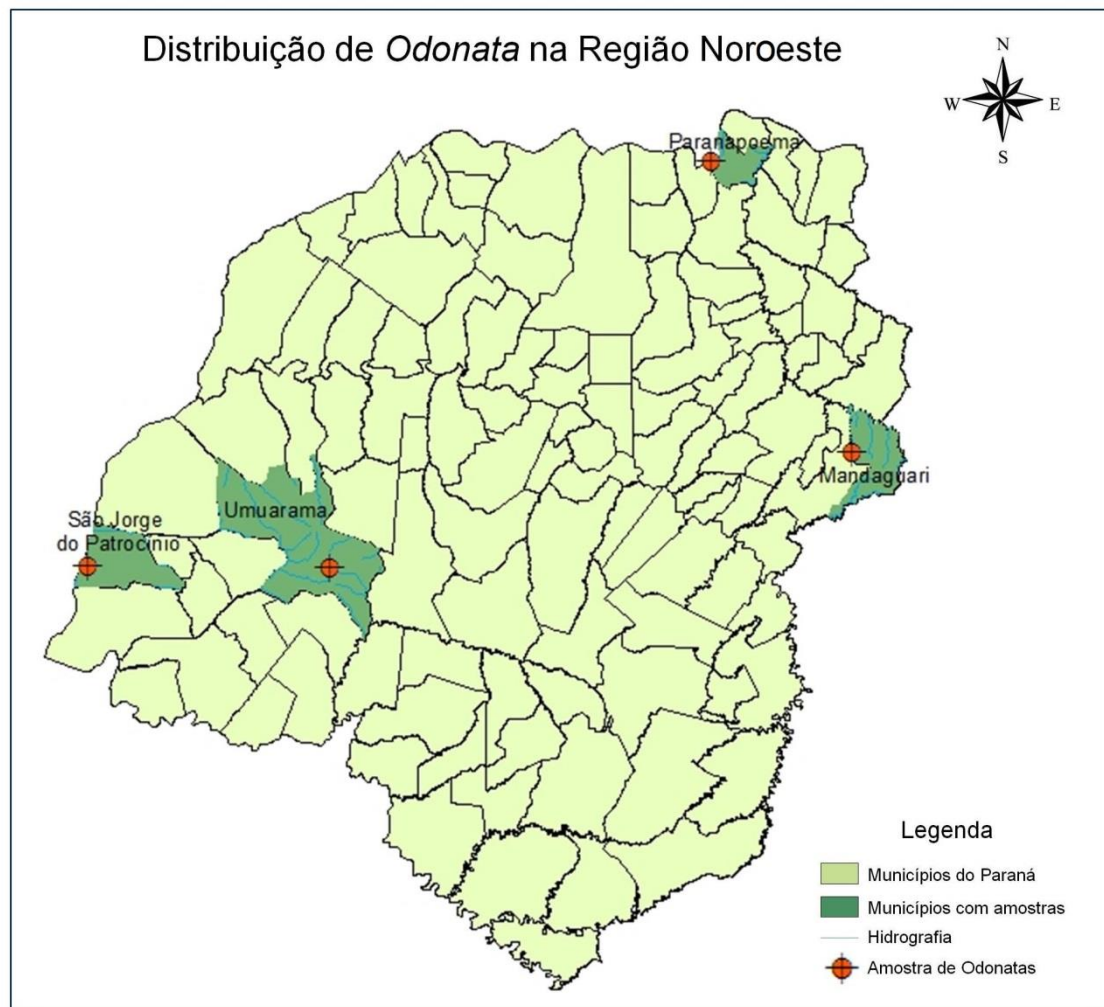 Distribuição de Odonata na Região Noroeste
N
W
E
S
Paranapoema
Mandaguari
Umuarama
São Jorge
do Patrocínio
Legenda
Municípios do Paraná
Municípios com amostras
Hidrografia
Amostra de Odonatas